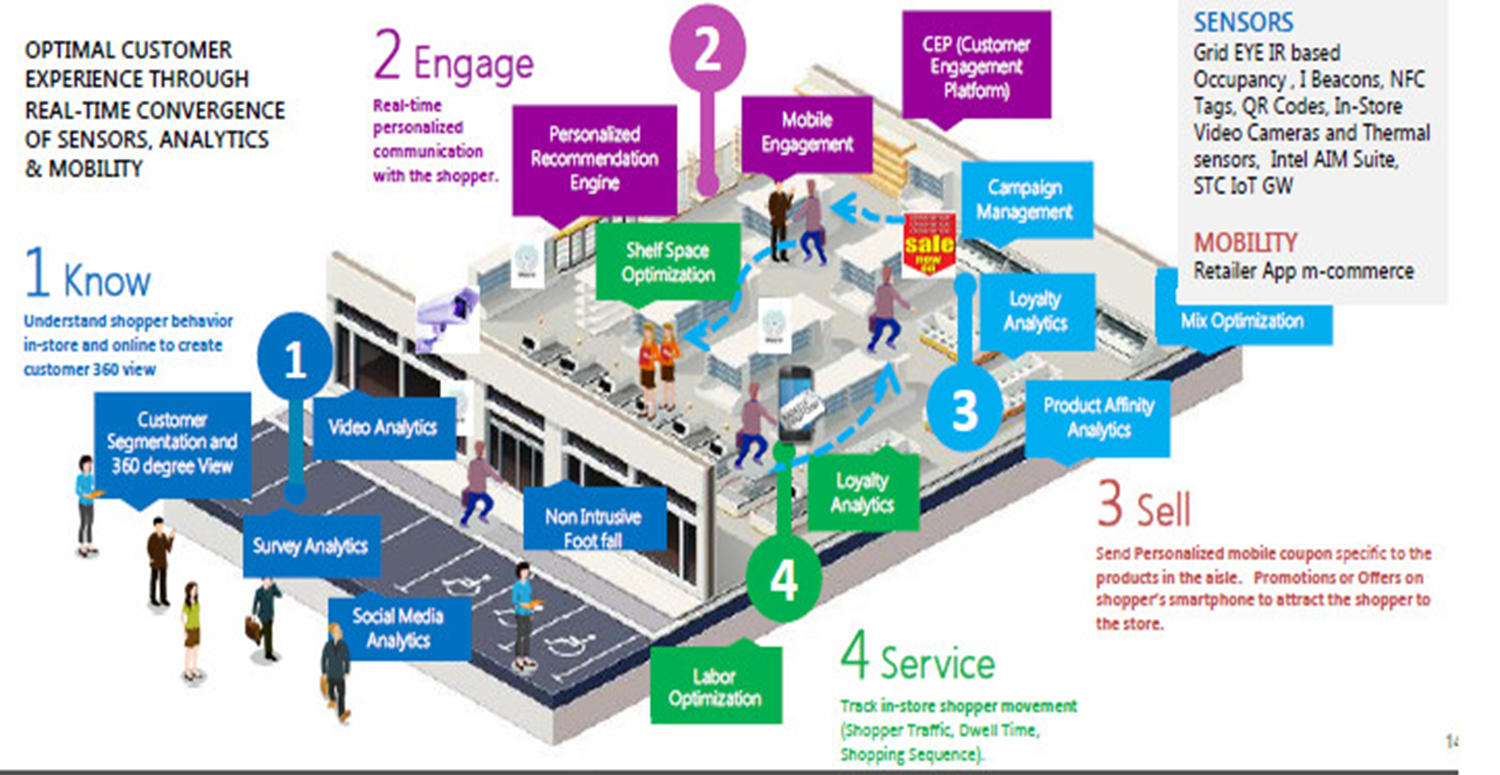 OPTIMAL CUSTOMER
EXPERIENCE THROUGH
REAL-TIME CONVERGENCE
OF SENSORS, ANALYTICS
& MOBILITY
2 Engage
Real-time
personalized
communication
with the shopper.
2
CEP (Customer
Engagement
Platform)
SENSORS
Grid EYE IR based
Occupancy , I Beacons, NFC
Tags, QR Codes, In-Store
Video Cameras and Thermal
sensors, Intel AIM Suite,
STC IoT GW
MOBILITY
Retailer App m-commerce
Personalized
Recommendation
Engine
Mobile
Engagement
Campaign
Management
Shelf Space
Optimization
sale
now
on
Loyalty
Analytics
Mix Optimization
1 Know
Understand shopper behavior
in-store and online to create
customer 360 view
1
Customer
Segmentation and
360 degree View
Video Analytics
3
Product Affinity
Analytics
Survey Analytics
Non Intrusive
Foot fall
Loyalty
Analytics
3 Sell
Send Personalized mobile coupon specific to the
products in the aisle. Promotions or Offers on
shopper's smartphone to attract the shopper to
the store.
Social Media
Analytics
4
Labor
Optimization
4 Service
Track in-store shopper movement
(Shopper Traffic, Dwell Time,
Shopping Sequence).